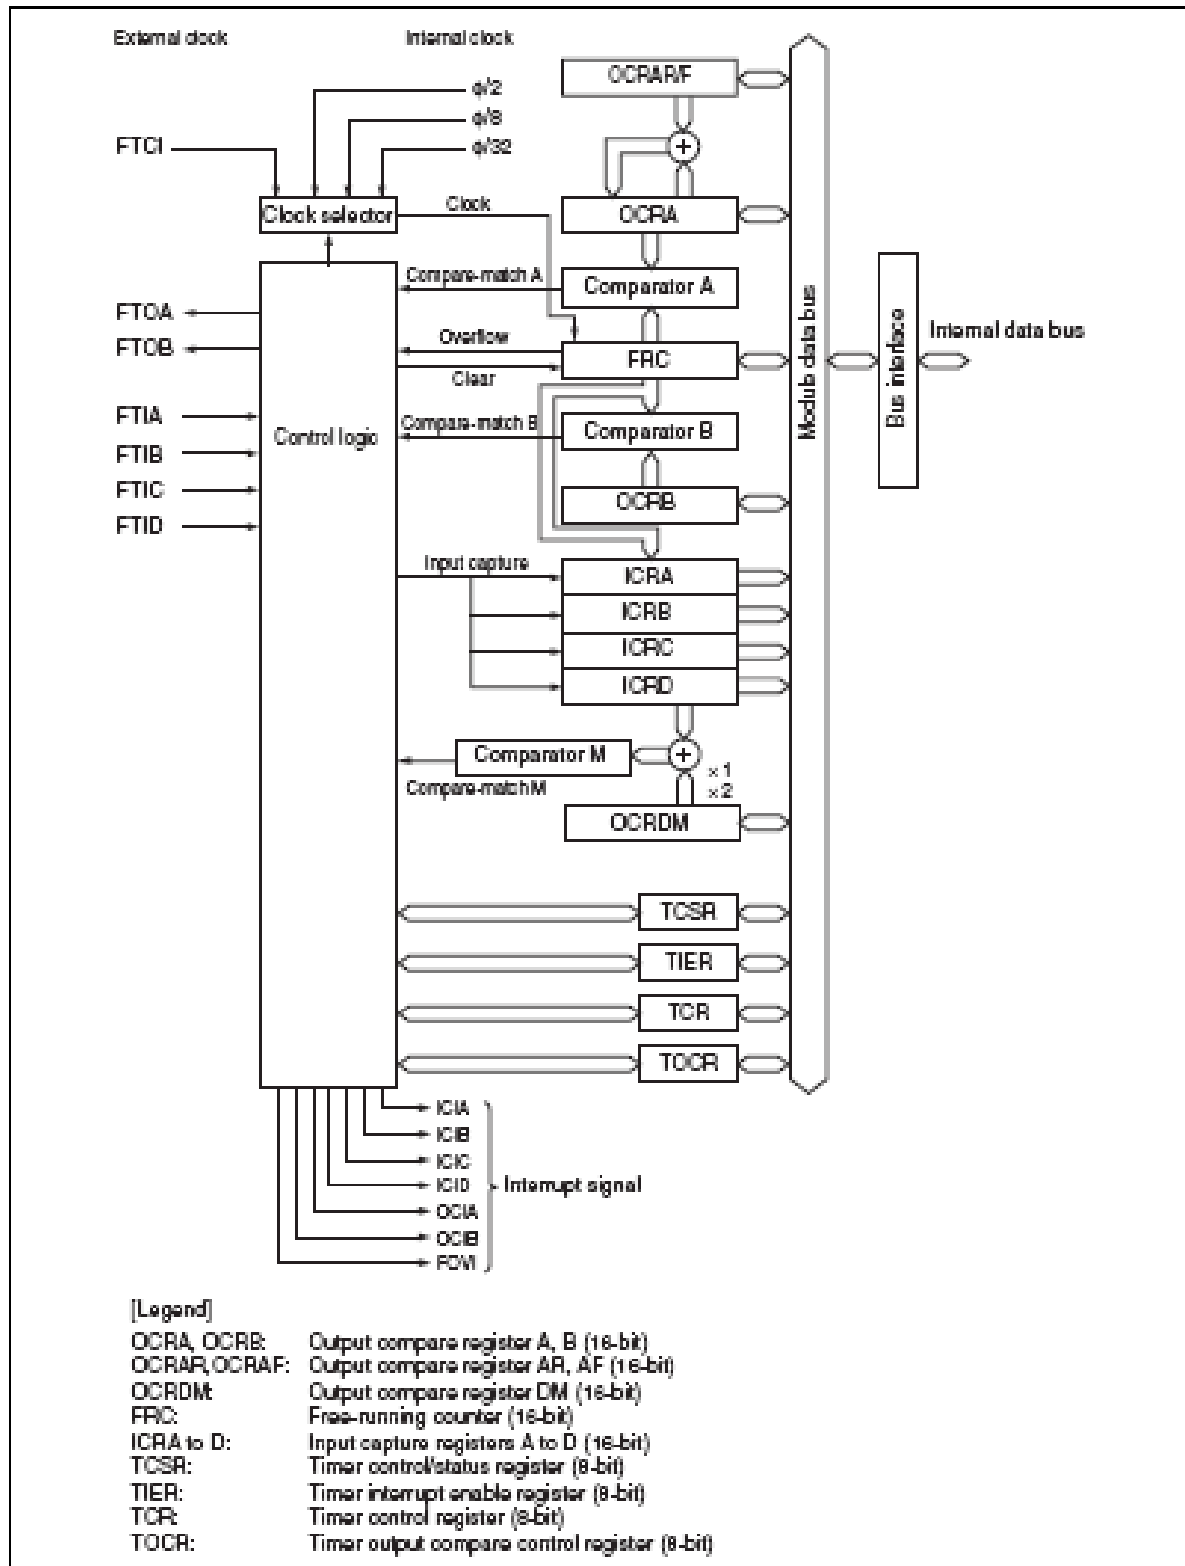 External clock
Internal clock
ϕ/2
ϕ/8
ϕ/32
FTCI
Clock selector
Clock
OCRAR/F
+
OCRA
Compare-match A
Comparator A
FTOA
FTOB
Overflow
FRC
Clear
FTIA
FTIB
FTIC
FTID
Control logic
Compare-match B
Comparator B
OCRB
Input capture
ICRA
ICRB
ICRC
ICRD
Comparator M
+
× 1
× 2
Compare-match M
OCRDM
TCSR
TIER
TCR
TOCR
Module data bus
Bus interface
Internal data bus
ICIA
ICIB
ICIC
ICID
OCIA
OCIB
FOVI
Interrupt signal
[Legend]
OCRA, OCRB: Output compare register A, B (16-bit)
OCRAR,OCRAF: Output compare register AR, AF (16-bit)
OCRDM: Output compare register DM (16-bit)
FRC: Free-running counter (16-bit)
ICRA to D: Input capture registers A to D (16-bit)
TCSR: Timer control/status register (8-bit)
TIER: Timer interrupt enable register (8-bit)
TCR: Timer control register (8-bit)
TOCR: Timer output compare control register (8-bit)